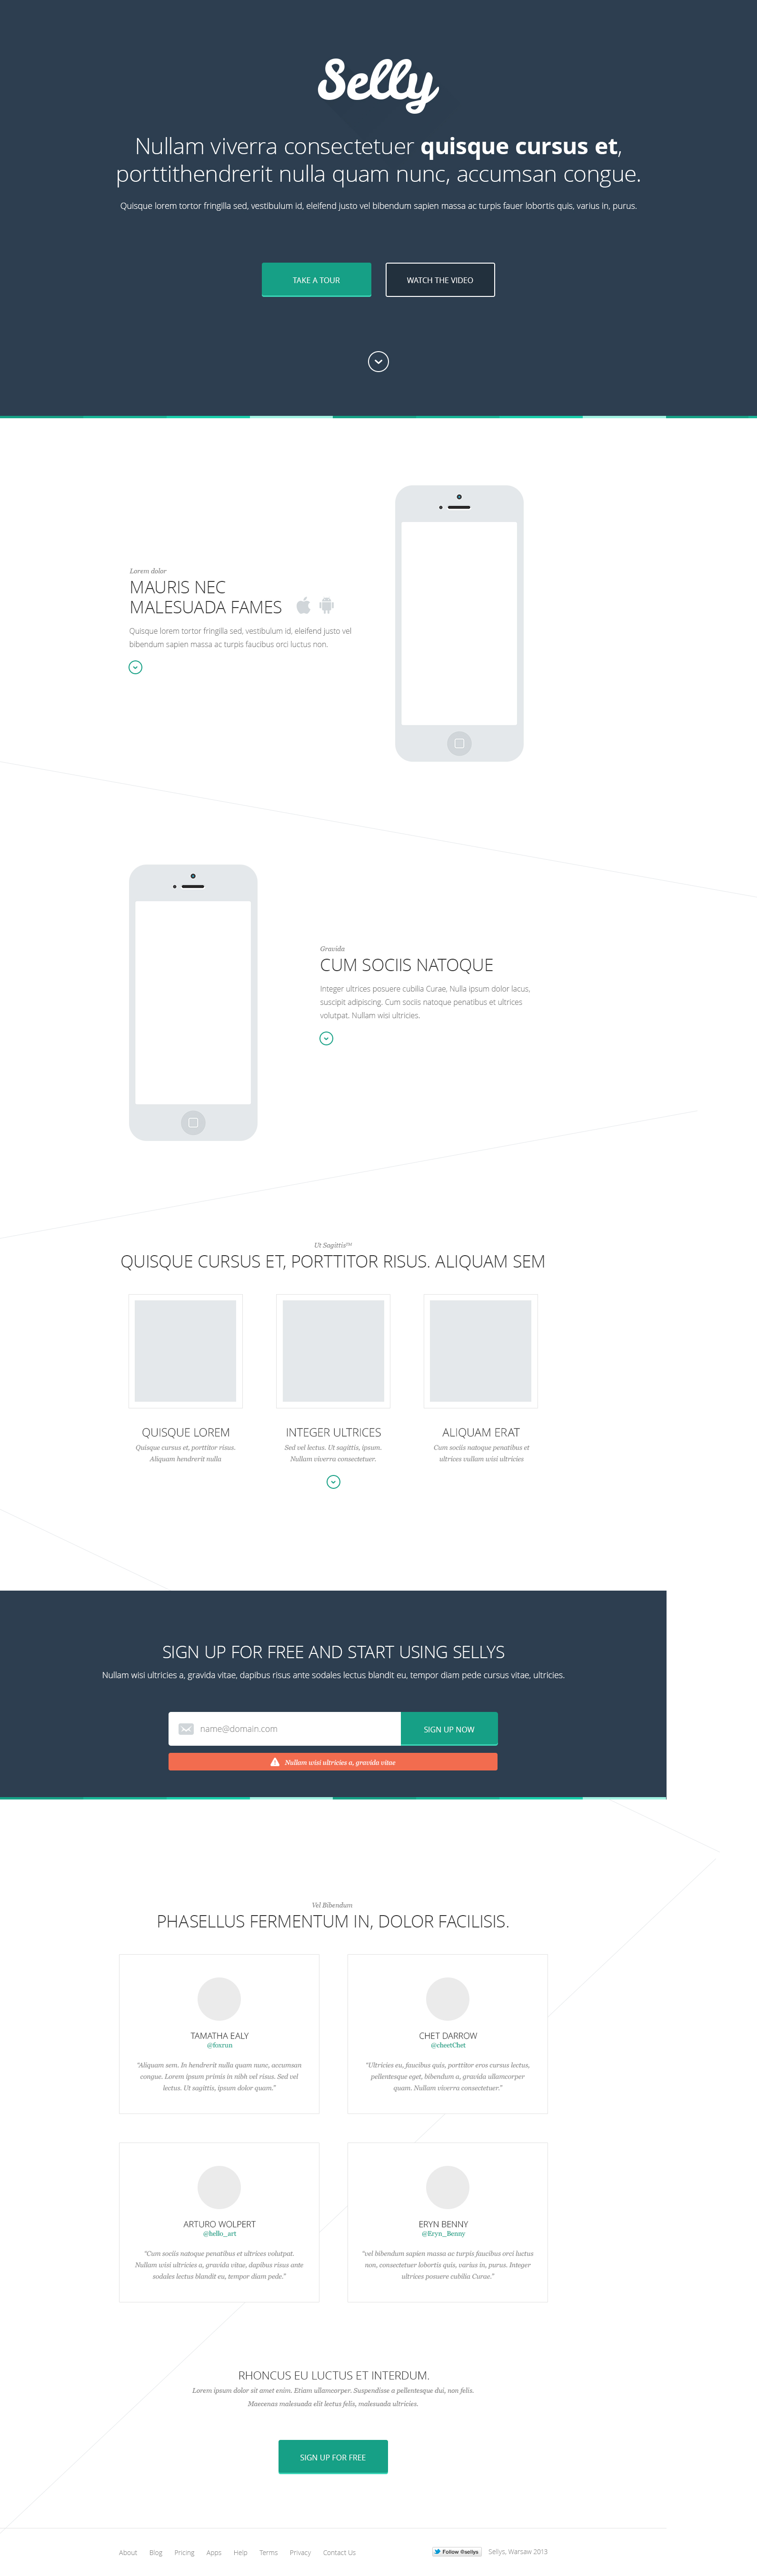 Selly
Nullam viverra consectetuer quisque cursus et,
porttithendrerit nulla quam nunc, accumsan congue.
Quisque lorem tortor fringilla sed, vestibulum id, eleifend justo vel bibendum sapien massa ac turpis fauer lobortis quis, varius in, purus.
TAKE A TOUR
WATCH THE VIDEO
Lorem dolor
MAURIS NEC
MALESUADA FAMES
Quisque lorem tortor fringilla sed, vestibulum id, eleifend justo vel
bibendum sapien massa ac turpis faucibus orci luctus non.
Gravida
CUM SOCIIS NATOQUE
Integer ultrices posuere cubilia Curae, Nulla ipsum dolor lacus,
suscipit adipiscing. Cum sociis natoque penatibus et ultrices
volutpat. Nullam wisi ultricies.
Ut Sagittis™
QUISQUE CURSUS ET, PORTTITOR RISUS. ALIQUAM SEM
QUISQUE LOREM
Quisque cursus et, porttitor risus.
Aliquam hendrerit nulla
INTEGER ULTRICES
Sed vel lectus. Ut sagittis, ipsum.
Nullam viverra consectetuer.
ALIQUAM ERAT
Cum sociis natoque penatibus et
ultrices vullam wisi ultricies
SIGN UP FOR FREE AND START USING SELLYS
Nullam wisi ultricies a, gravida vitae, dapibus risus ante sodales lectus blandit eu, tempor diam pede cursus vitae, ultricies.
name@domain.com
SIGN UP NOW
Nullam wisi ultricies a, gravida vitae
Vel Bibendum
PHASELLUS FERMENTUM IN, DOLOR FACILISIS.
TAMATHA EALY
@foxrun
"Aliquam sem. In hendrerit nulla quam nunc, accumsan
congue. Lorem ipsum primis in nibh vel risus. Sed vel
lectus. Ut sagittis, ipsum dolor quam."
CHET DARROW
@cheetChet
"Ultricies eu, faucibus quis, porttitor eros cursus lectus,
pellentesque eget, bibendum a, gravida ullamcorper
quam. Nullam viverra consectetuer."
ARTURO WOLPERT
@hello_art
"Cum sociis natoque penatibus et ultrices volutpat.
Nullam wisi ultricies a, gravida vitae, dapibus risus ante
sodales lectus blandit eu, tempor diam pede."
ERYN BENNY
@Eryn_Benny
"vel bibendum sapien massa ac turpis faucibus orci luctus
non, consectetuer lobortis quis, varius in, purus. Integer
ultrices posuere cubilia Curae."
RHONCUS EU LUCTUS ET INTERDUM.
Lorem ipsum dolor sit amet enim. Etiam ullamcorper. Suspendisse a pellentesque dui, non felis.
Maecenas malesuada elit lectus felis, malesuada ultricies.
SIGN UP FOR FREE
About Blog Pricing Apps Help Terms Privacy Contact Us
Follow @sellys
Sellys, Warsaw 2013